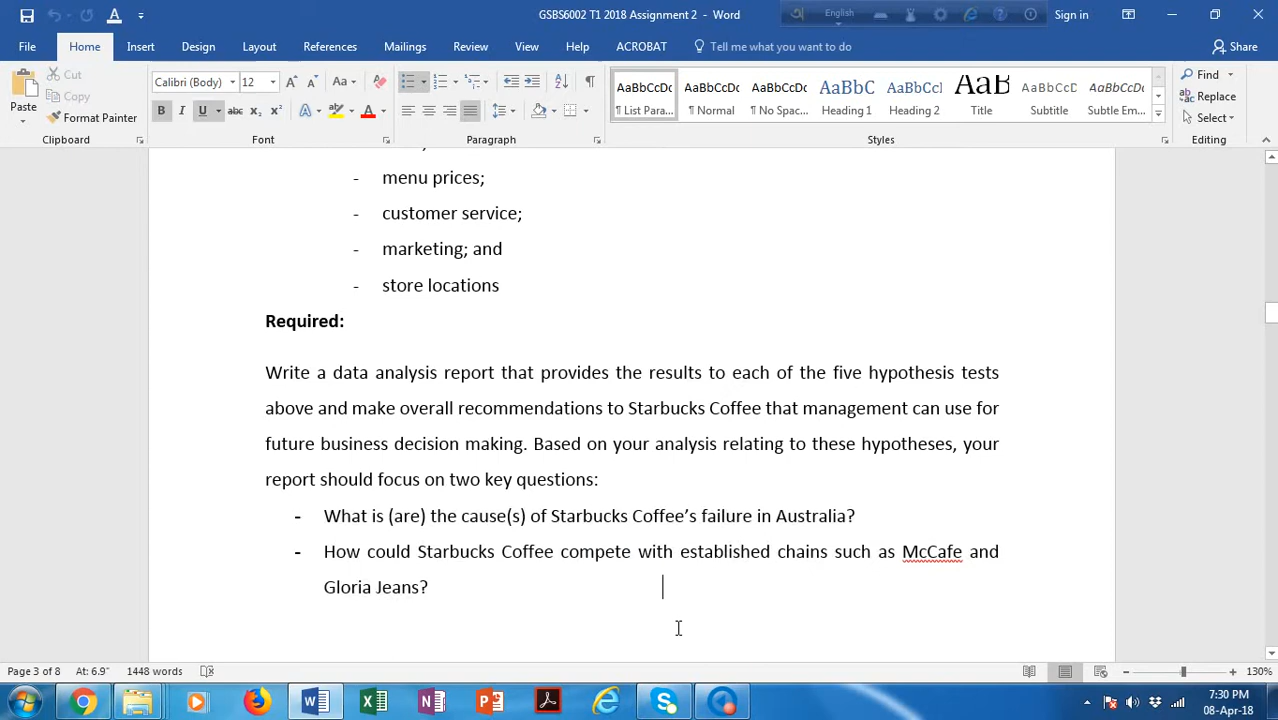 GSBS6002 T1 2018 Assignment 2 - Word
English
Sign in
File Home Insert Design Layout References Mailings Review View Help ACROBAT Tell me what you want to do Share
Paste
Cut
Copy
Format Painter
Clipboard
Calibri (Body) 12
Font
Paragraph
AaBbCcDc AaBbCcDc AaBbCcDc AaBbC AaBbCcI AaB AaBbCcDc AaBbCcDc
¶ List Para... ¶ Normal ¶ No Spac... Heading 1 Heading 2 Title Subtitle Subtle Em...
Styles
Find
Replace
Select
Editing
- menu prices;
- customer service;
- marketing; and
- store locations
Required:
Write a data analysis report that provides the results to each of the five hypothesis tests
above and make overall recommendations to Starbucks Coffee that management can use for
future business decision making. Based on your analysis relating to these hypotheses, your
report should focus on two key questions:
- What is (are) the cause(s) of Starbucks Coffee's failure in Australia?
- How could Starbucks Coffee compete with established chains such as McCafe and
Gloria Jeans?
Page 3 of 8 At: 6.9" 1448 words 130%
7:30 PM
08-Apr-18